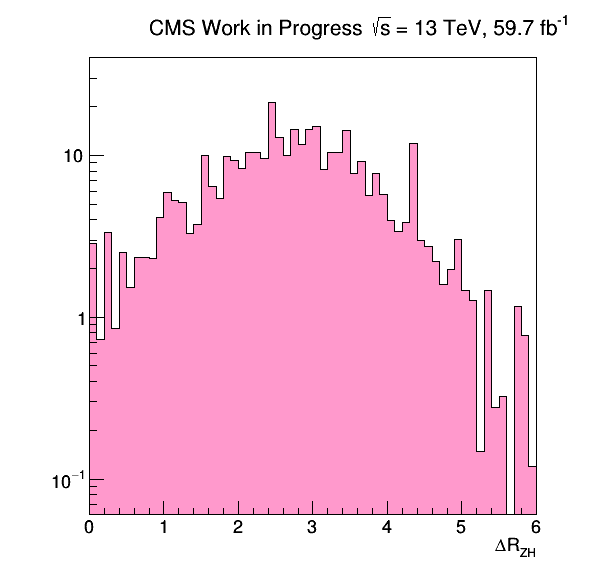 CMS Work in Progress √s = 13 TeV, 59.7 fb⁻¹
10
1
10⁻¹
0 1 2 3 4 5 6
ΔR_ZH